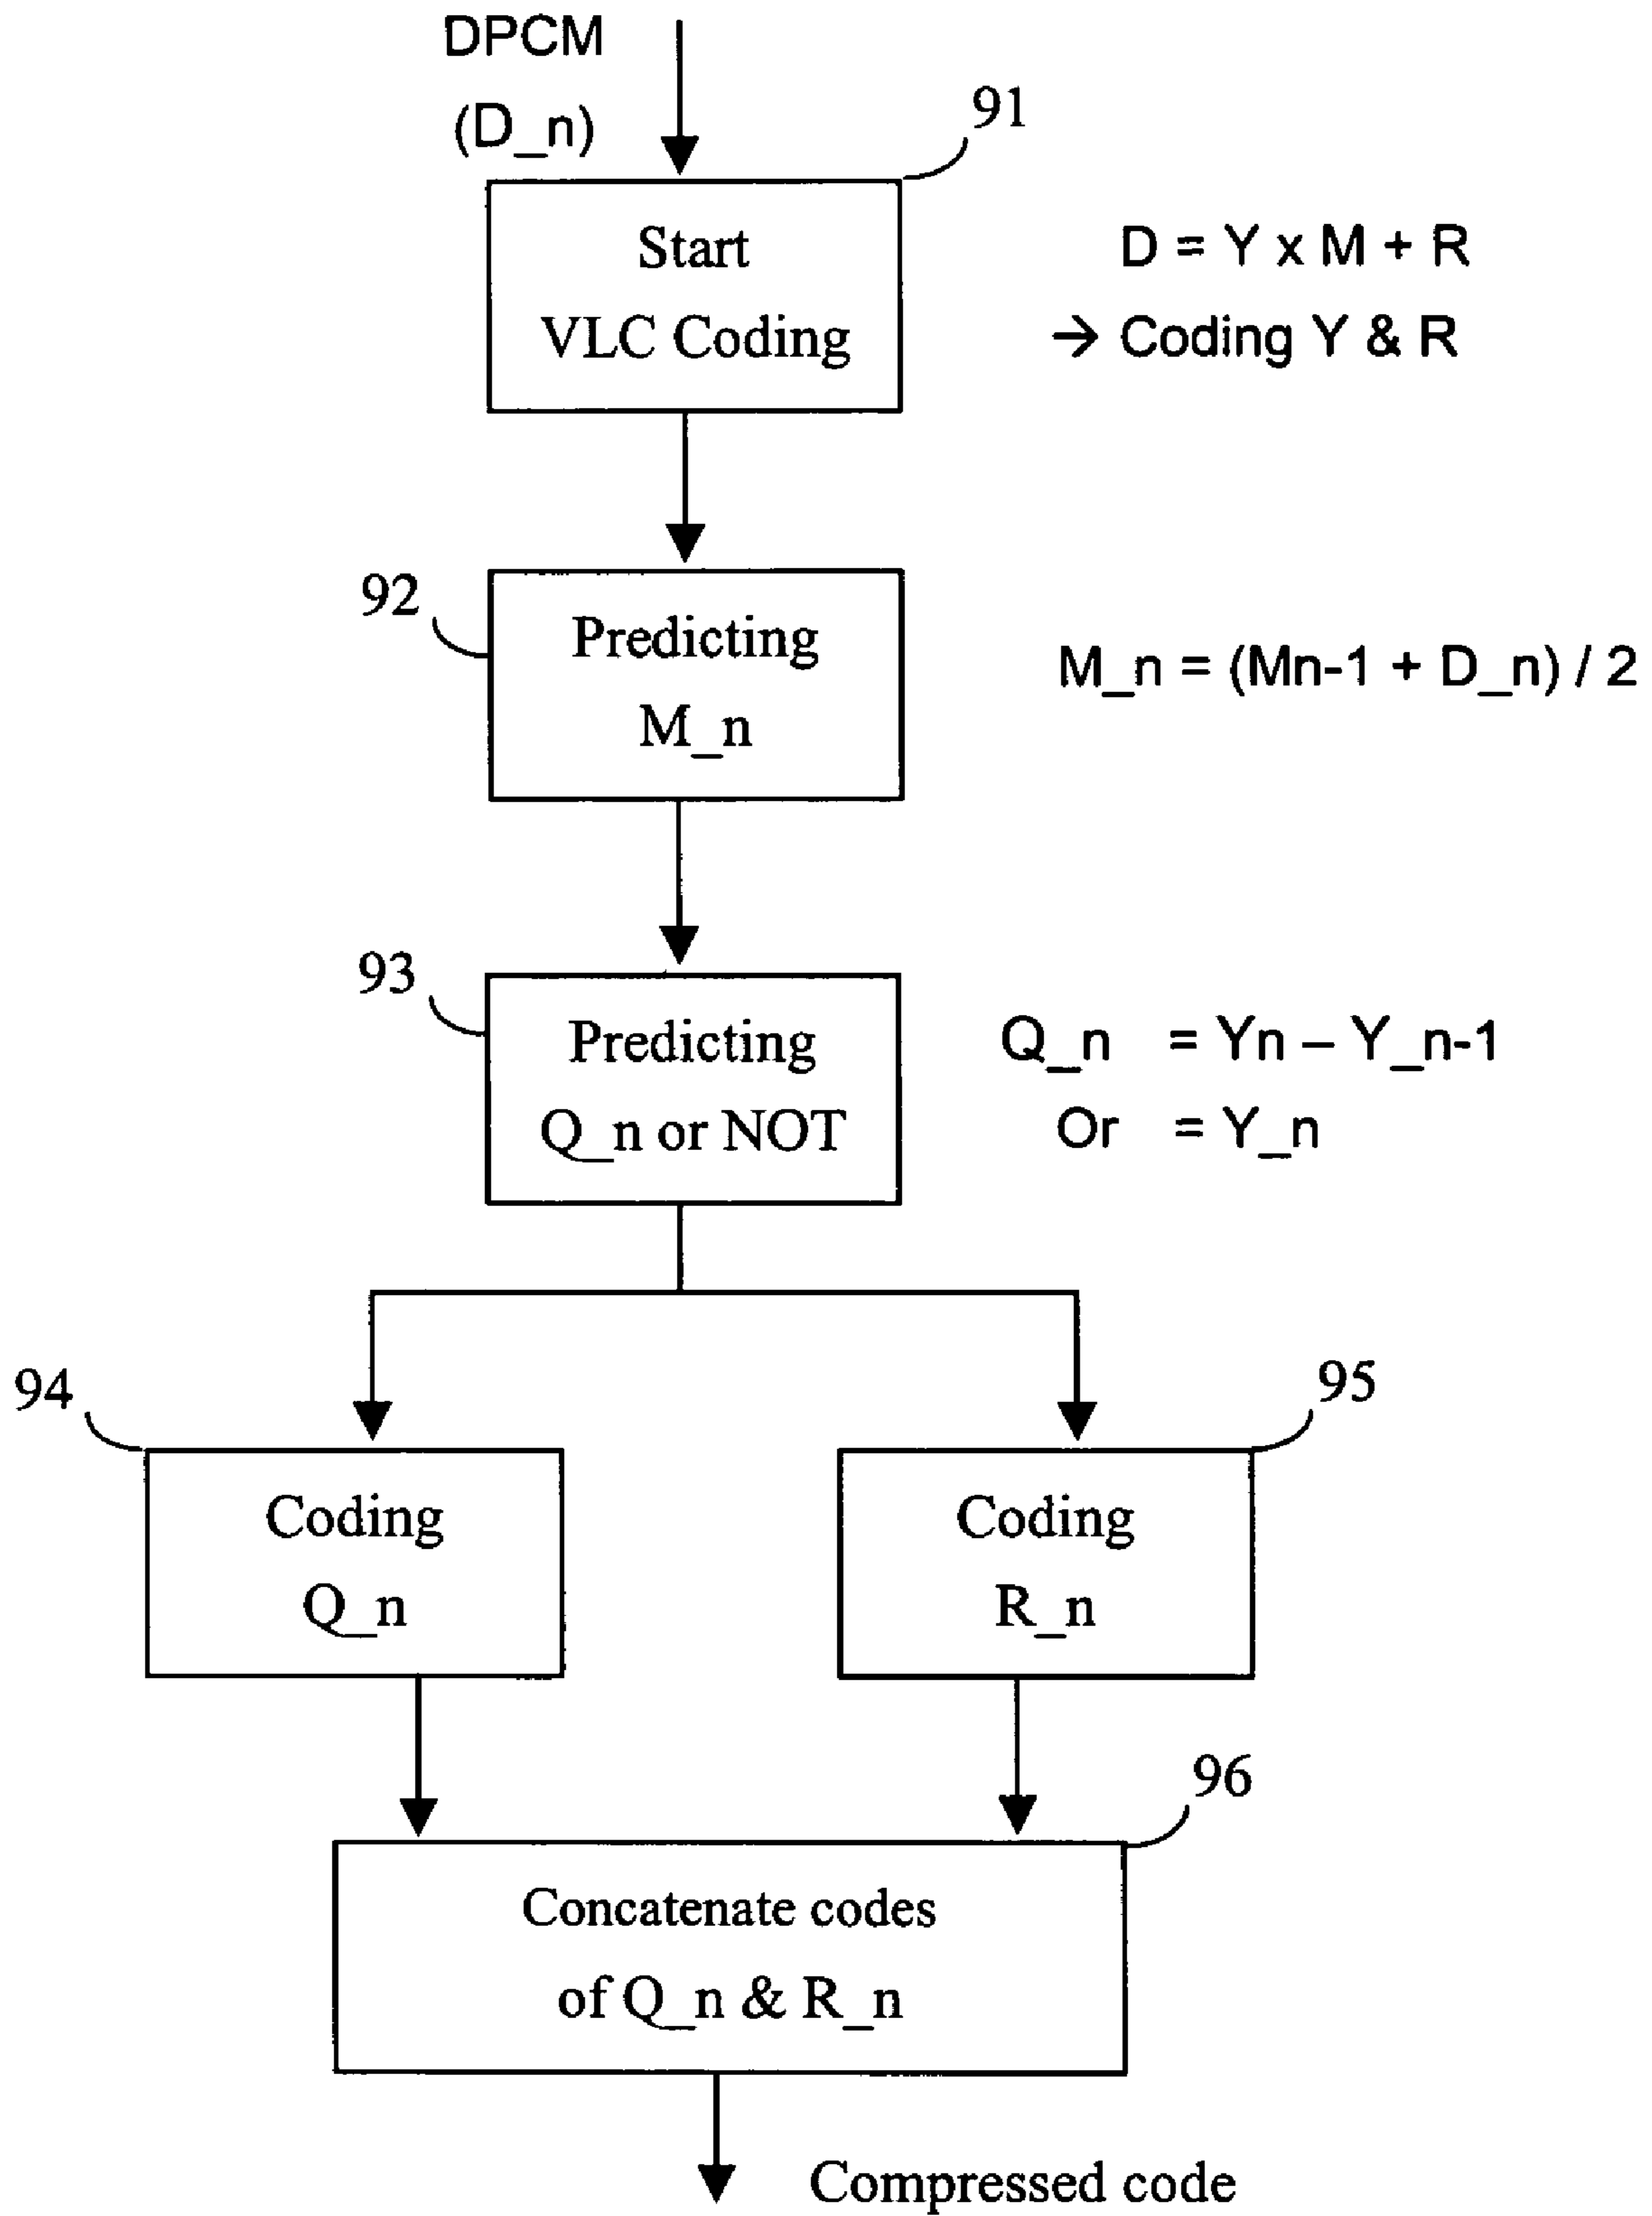 DPCM
(D_n)
91
Start
VLC Coding
D = Y x M + R
→ Coding Y & R
92
Predicting
M_n
M_n = (Mn-1 + D_n) / 2
93
Predicting
Q_n or NOT
Q_n = Yn – Y_n-1
Or = Y_n
94
95
Coding
Q_n
Coding
R_n
96
Concatenate codes
of Q_n & R_n
Compressed code